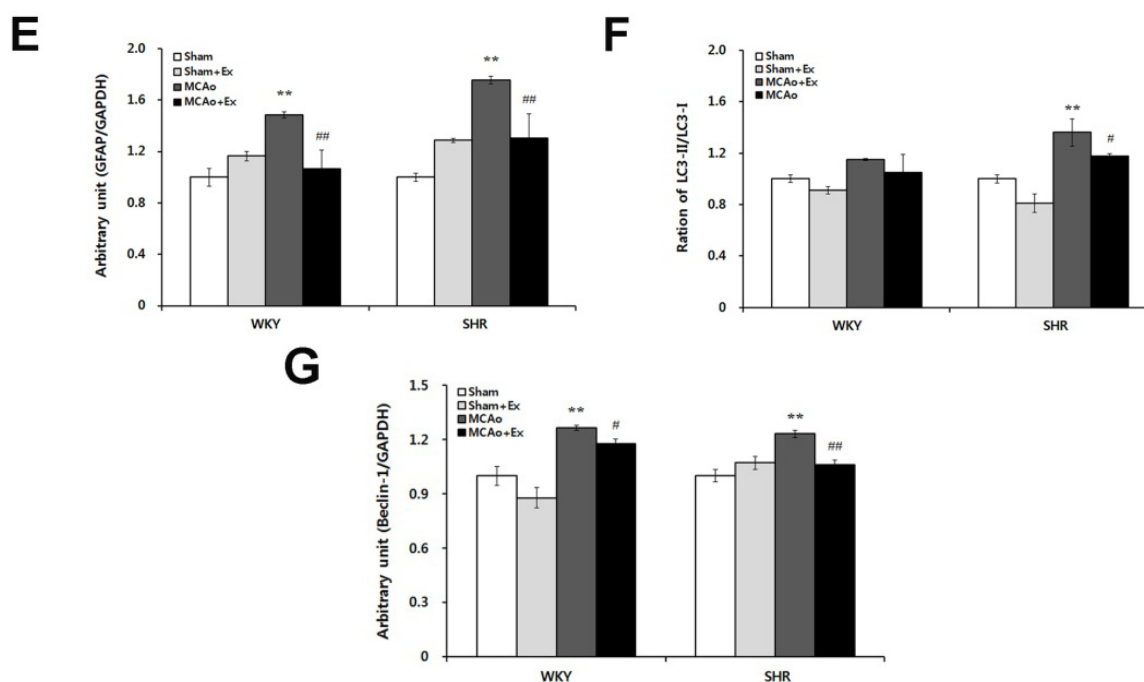 E
Arbitrary unit (GFAP/GAPDH)
2.0
1.6
1.2
0.8
0.4
0
Sham
Sham+Ex
MCAo
MCAo+Ex
**
##
**
##
WKY
SHR
F
Ration of LC3-II/LC3-I
2.0
1.6
1.2
0.8
0.4
0
Sham
Sham+Ex
MCAo+Ex
MCAo
**
#
WKY
SHR
G
Arbitrary unit (Beclin-1/GAPDH)
1.5
1.2
0.9
0.6
0.3
0
Sham
Sham+Ex
MCAo
MCAo+Ex
**
#
**
##
WKY
SHR